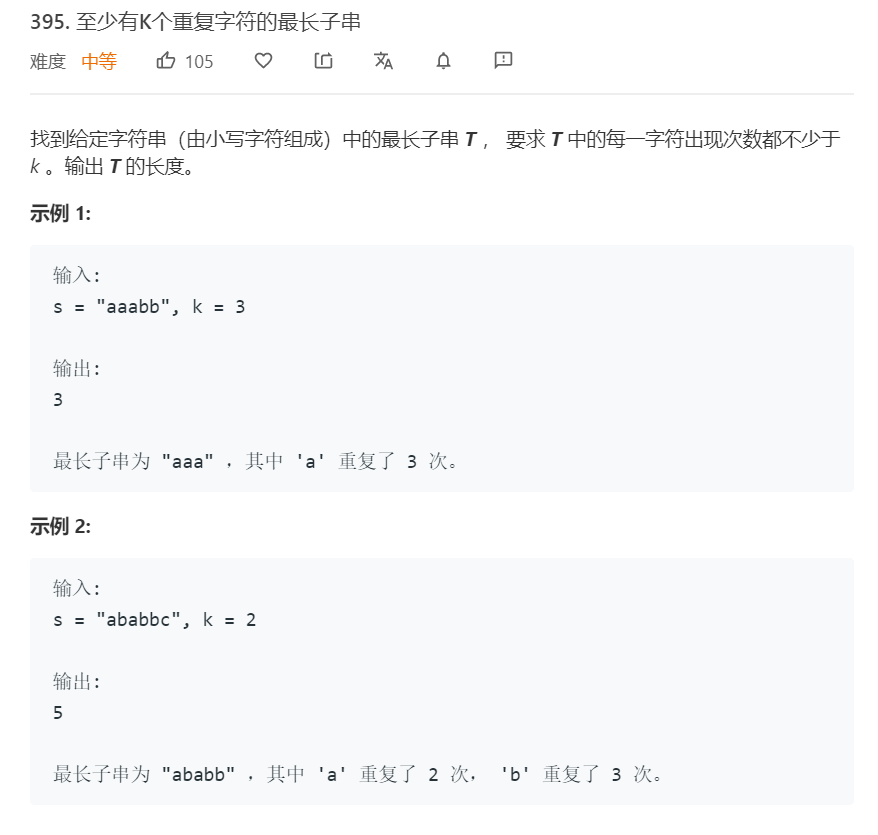 395. 至少有K个重复字符的最长子串
难度 中等 105
找到给定字符串（由小写字符组成）中的最长子串 T ， 要求 T 中的每一字符出现次数都不少于
k 。输出 T 的长度。
示例 1:
输入:
s = "aaabb", k = 3
输出:
3
最长子串为 "aaa" ，其中 'a' 重复了 3 次。
示例 2:
输入:
s = "ababbc", k = 2
输出:
5
最长子串为 "ababb" ，其中 'a' 重复了 2 次， 'b' 重复了 3 次。